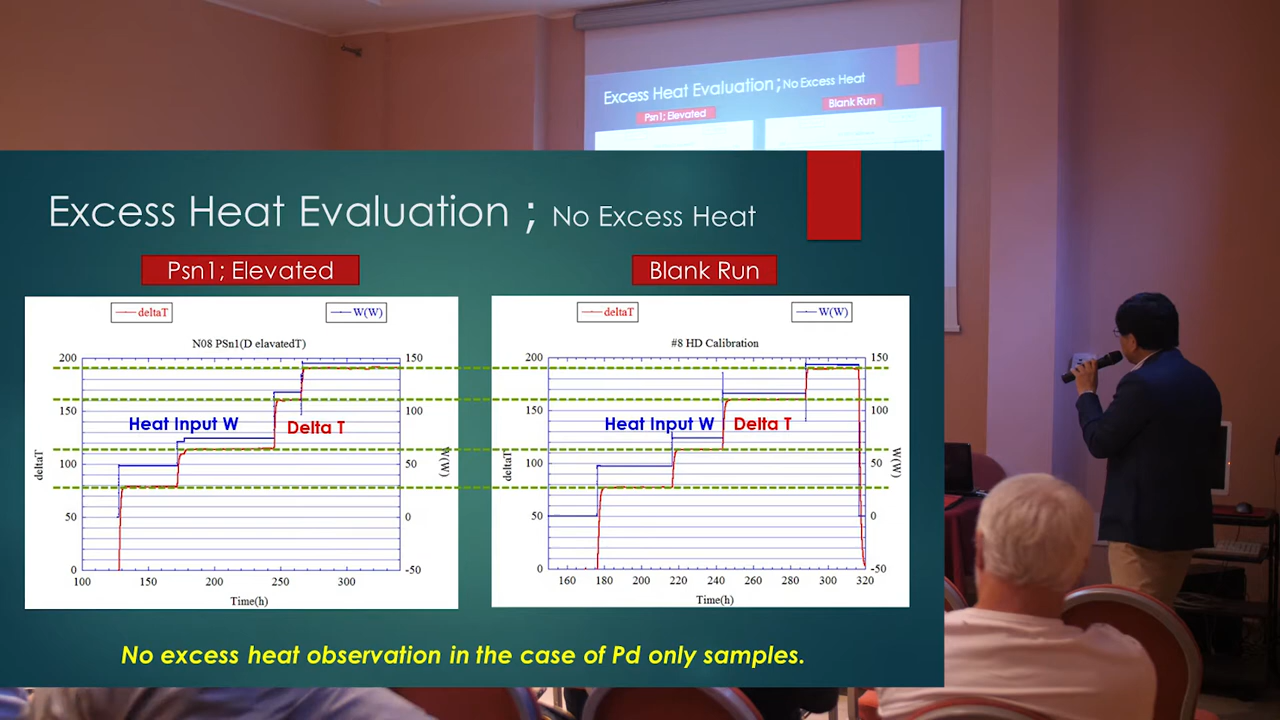 Excess Heat Evaluation ; No Excess Heat
Psn1; Elevated
Blank Run
Excess Heat Evaluation ; No Excess Heat
Psn1; Elevated
Blank Run
deltaT
W(W)
N08 PSn1(D elavatedT)
200
150
100
50
0
150
100
50
0
-50
Heat Input W
Delta T
deltaT
W(W)
100
150
200
250
300
Time(h)
deltaT
W(W)
#8 HD Calibration
200
150
100
50
0
150
100
50
0
-50
Heat Input W
Delta T
deltaT
W(W)
160
180
200
220
240
260
280
300
320
Time(h)
No excess heat observation in the case of Pd only samples.